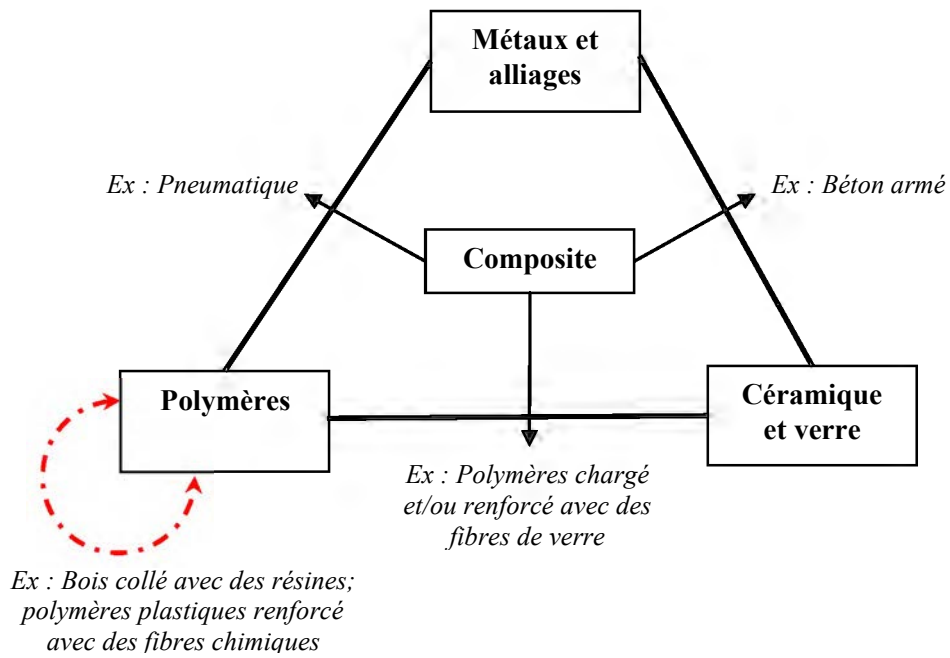 Métaux et
alliages
Ex : Pneumatique
Ex : Béton armé
Composite
Polymères
Céramique
et verre
Ex : Polymères chargé
et/ou renforcé avec des
fibres de verre
Ex : Bois collé avec des résines;
polymères plastiques renforcé
avec des fibres chimiques